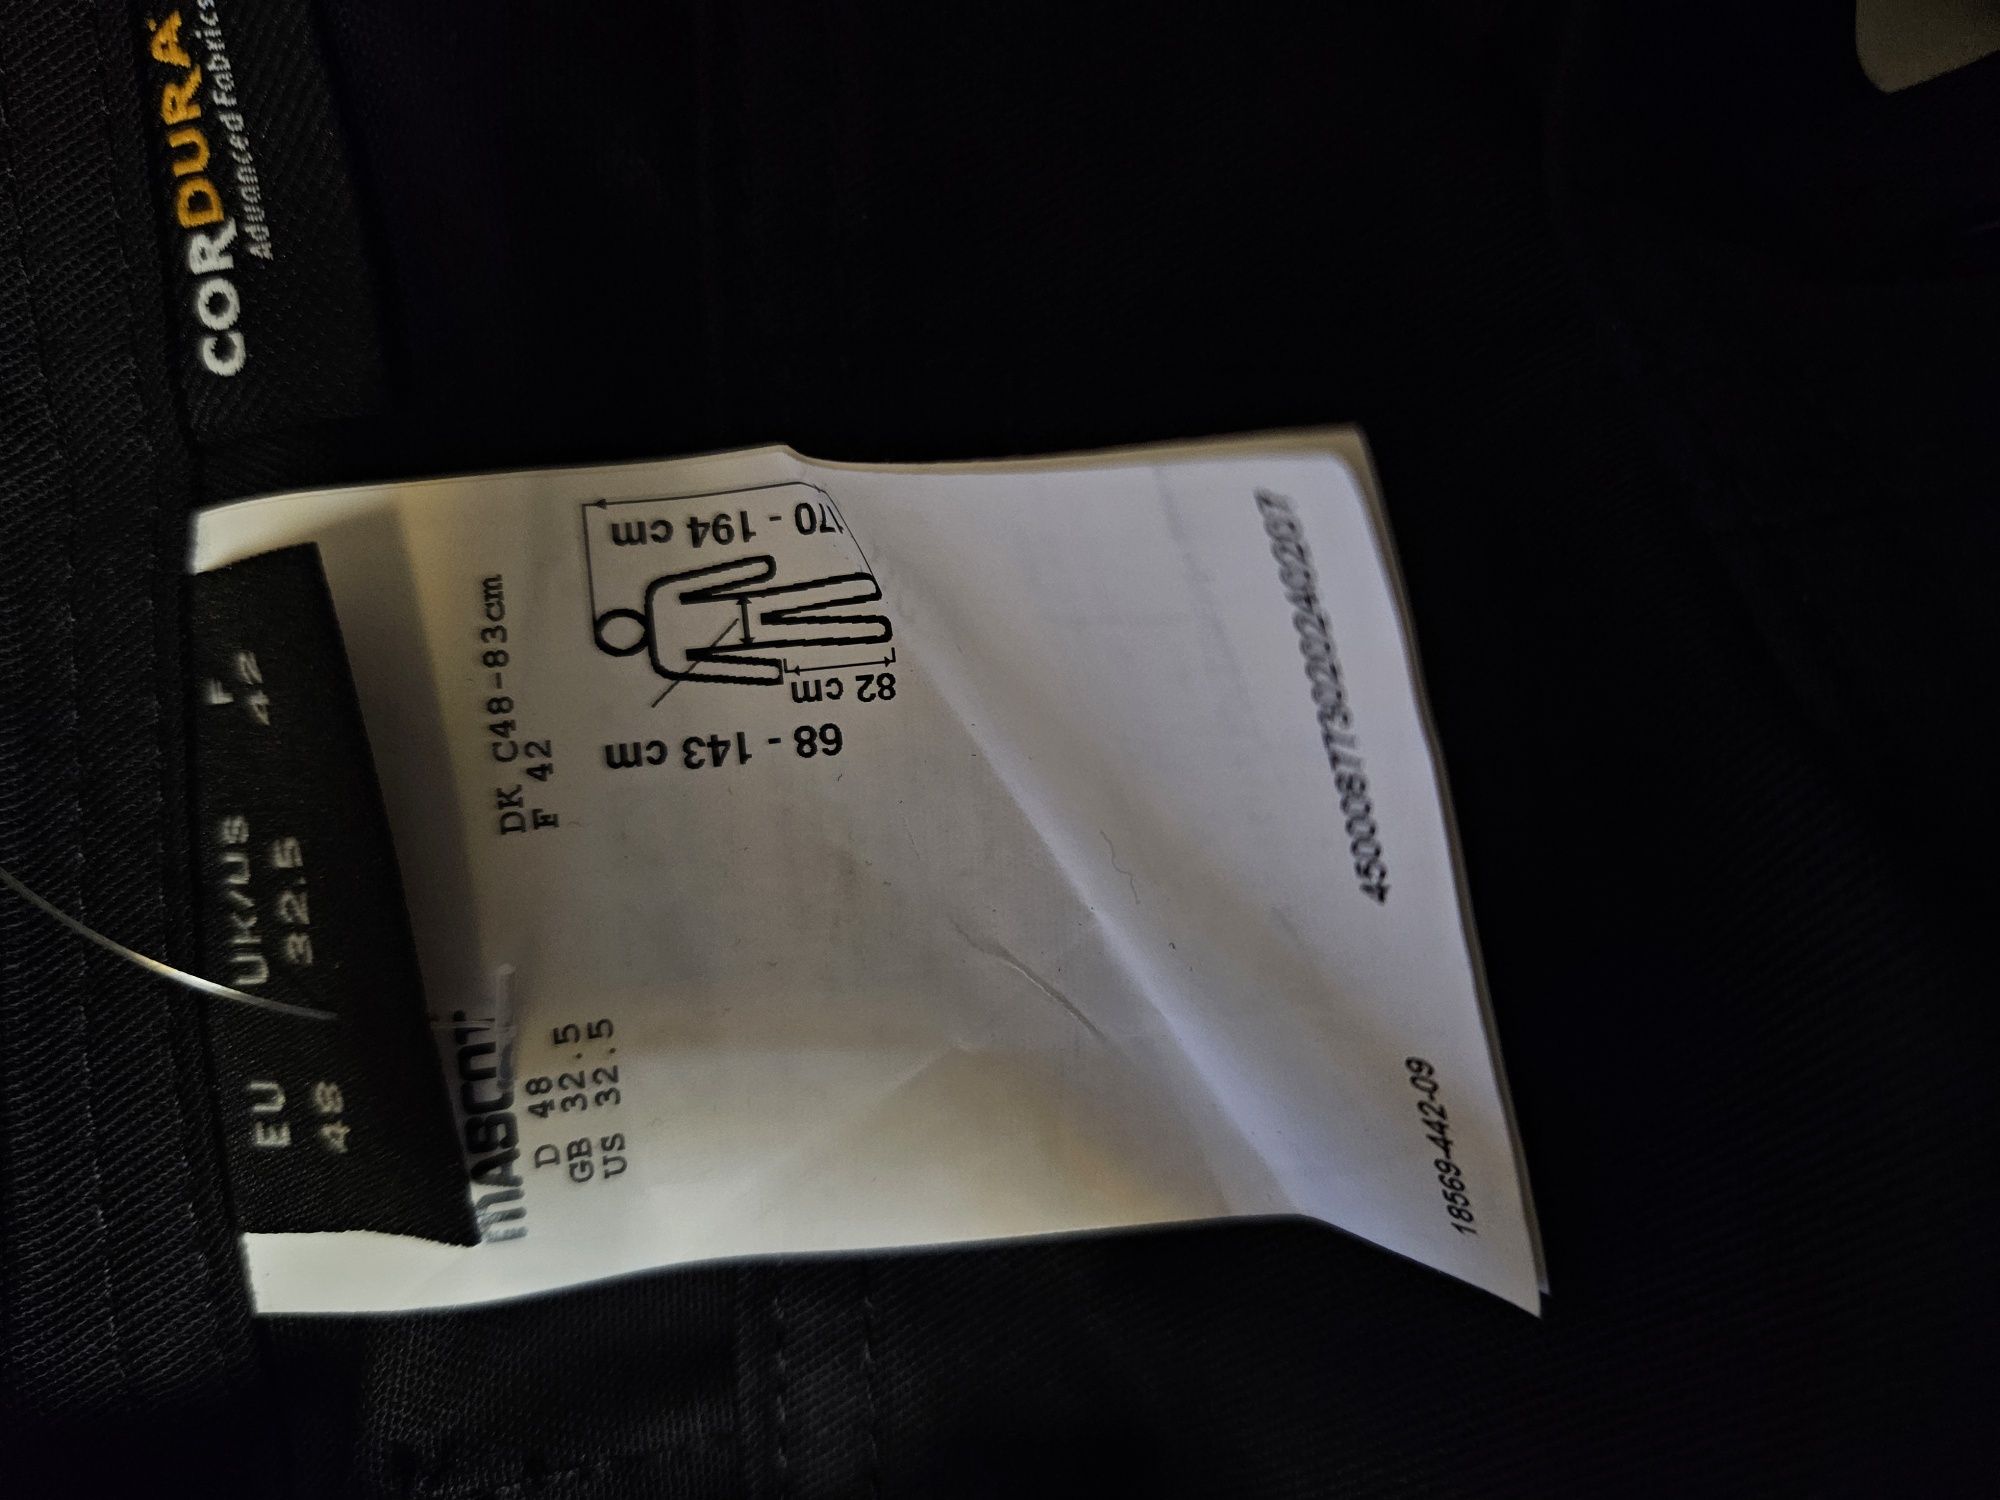 CORDURA
Advanced Fabrics
EU UK/US F
48 32.5 42
MASCOT
D 48 DK C48-83cm
GB 32.5 F 42
US 32.5
68 - 143 cm
82 cm
170 - 194 cm
18569-442-09